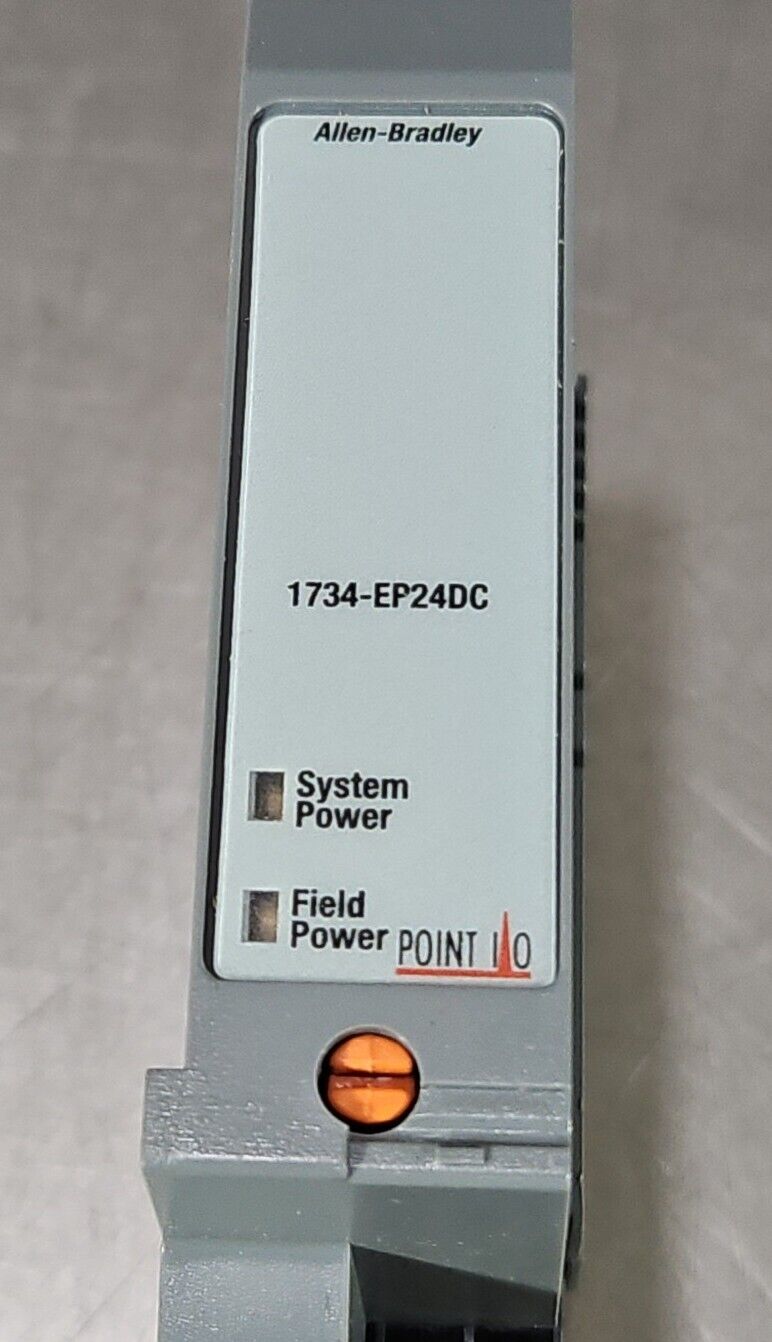 Allen-Bradley
1734-EP24DC
System
Power
Field
Power
POINT I/O